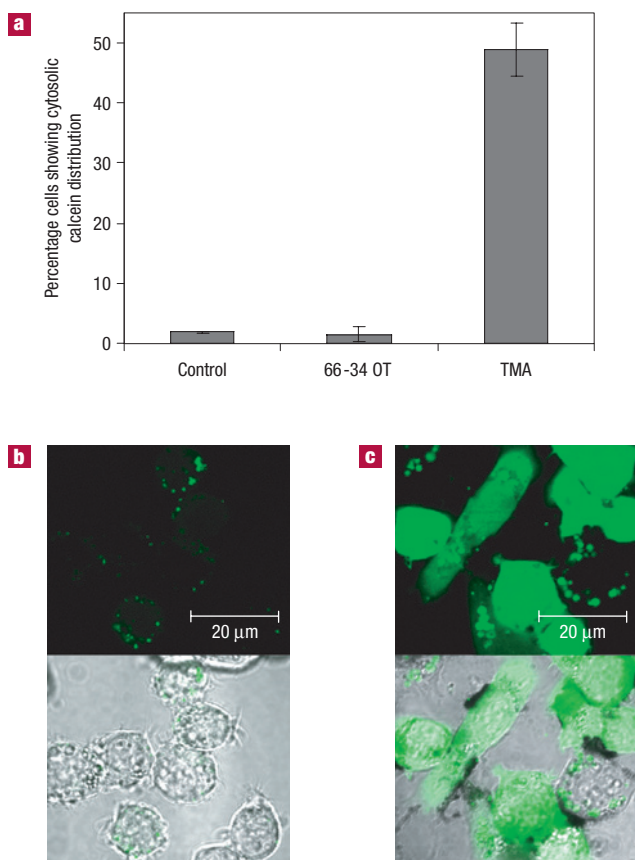 a
Percentage cells showing cytosolic
calcein distribution
50
40
30
20
10
0
Control
66-34 OT
TMA
b
20 μm
c
20 μm